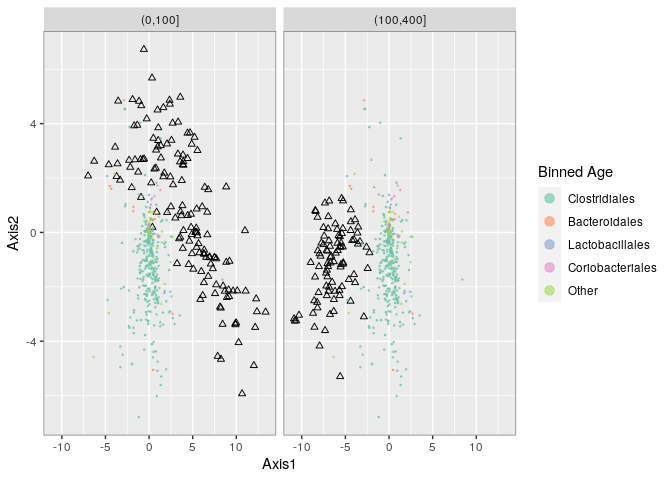 (0,100]
(100,400]
4
0
-4
Axis2
-10
-5
0
5
10
-10
-5
0
5
10
Axis1
Binned Age
Clostridiales
Bacteroidales
Lactobacillales
Coriobacteriales
Other